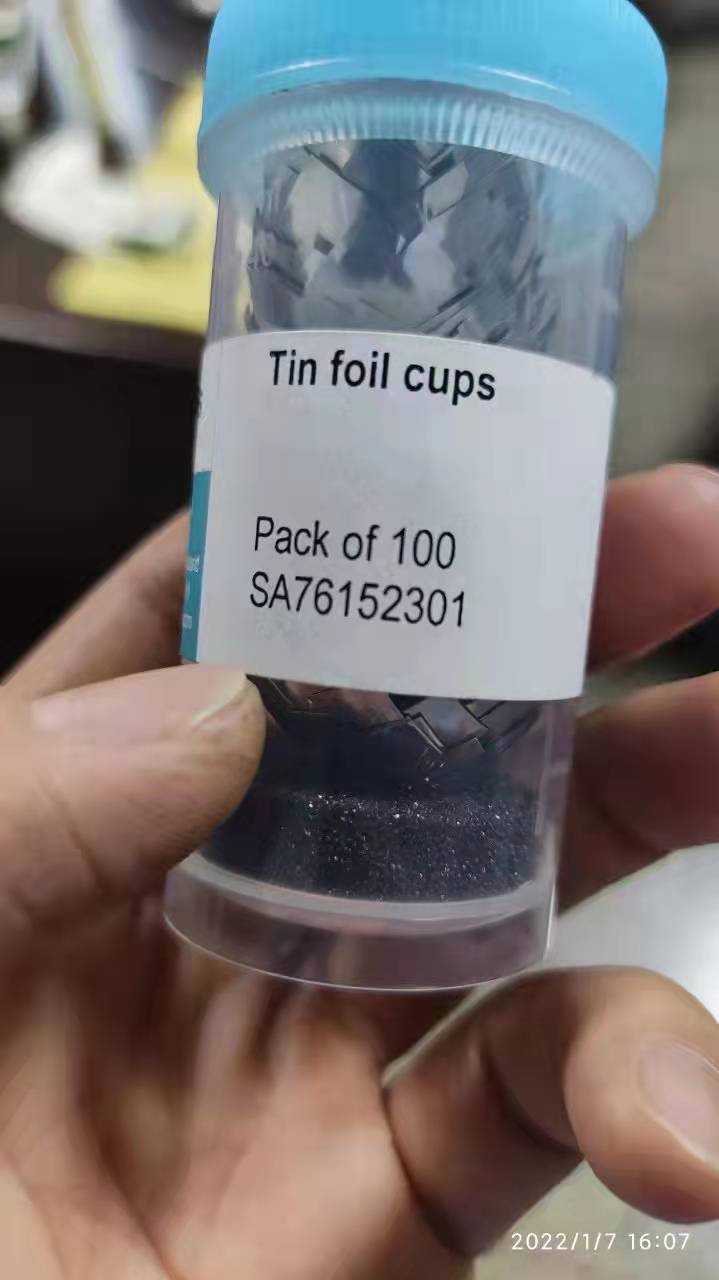 Tin foil cups
Pack of 100
SA76152301
2022/1/7 16:07